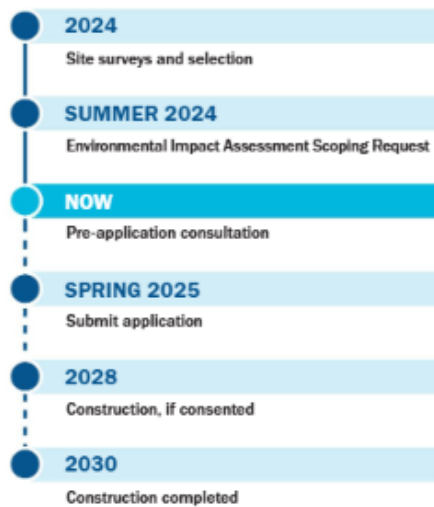 2024
Site surveys and selection
SUMMER 2024
Environmental Impact Assessment Scoping Request
NOW
Pre-application consultation
SPRING 2025
Submit application
2028
Construction, if consented
2030
Construction completed